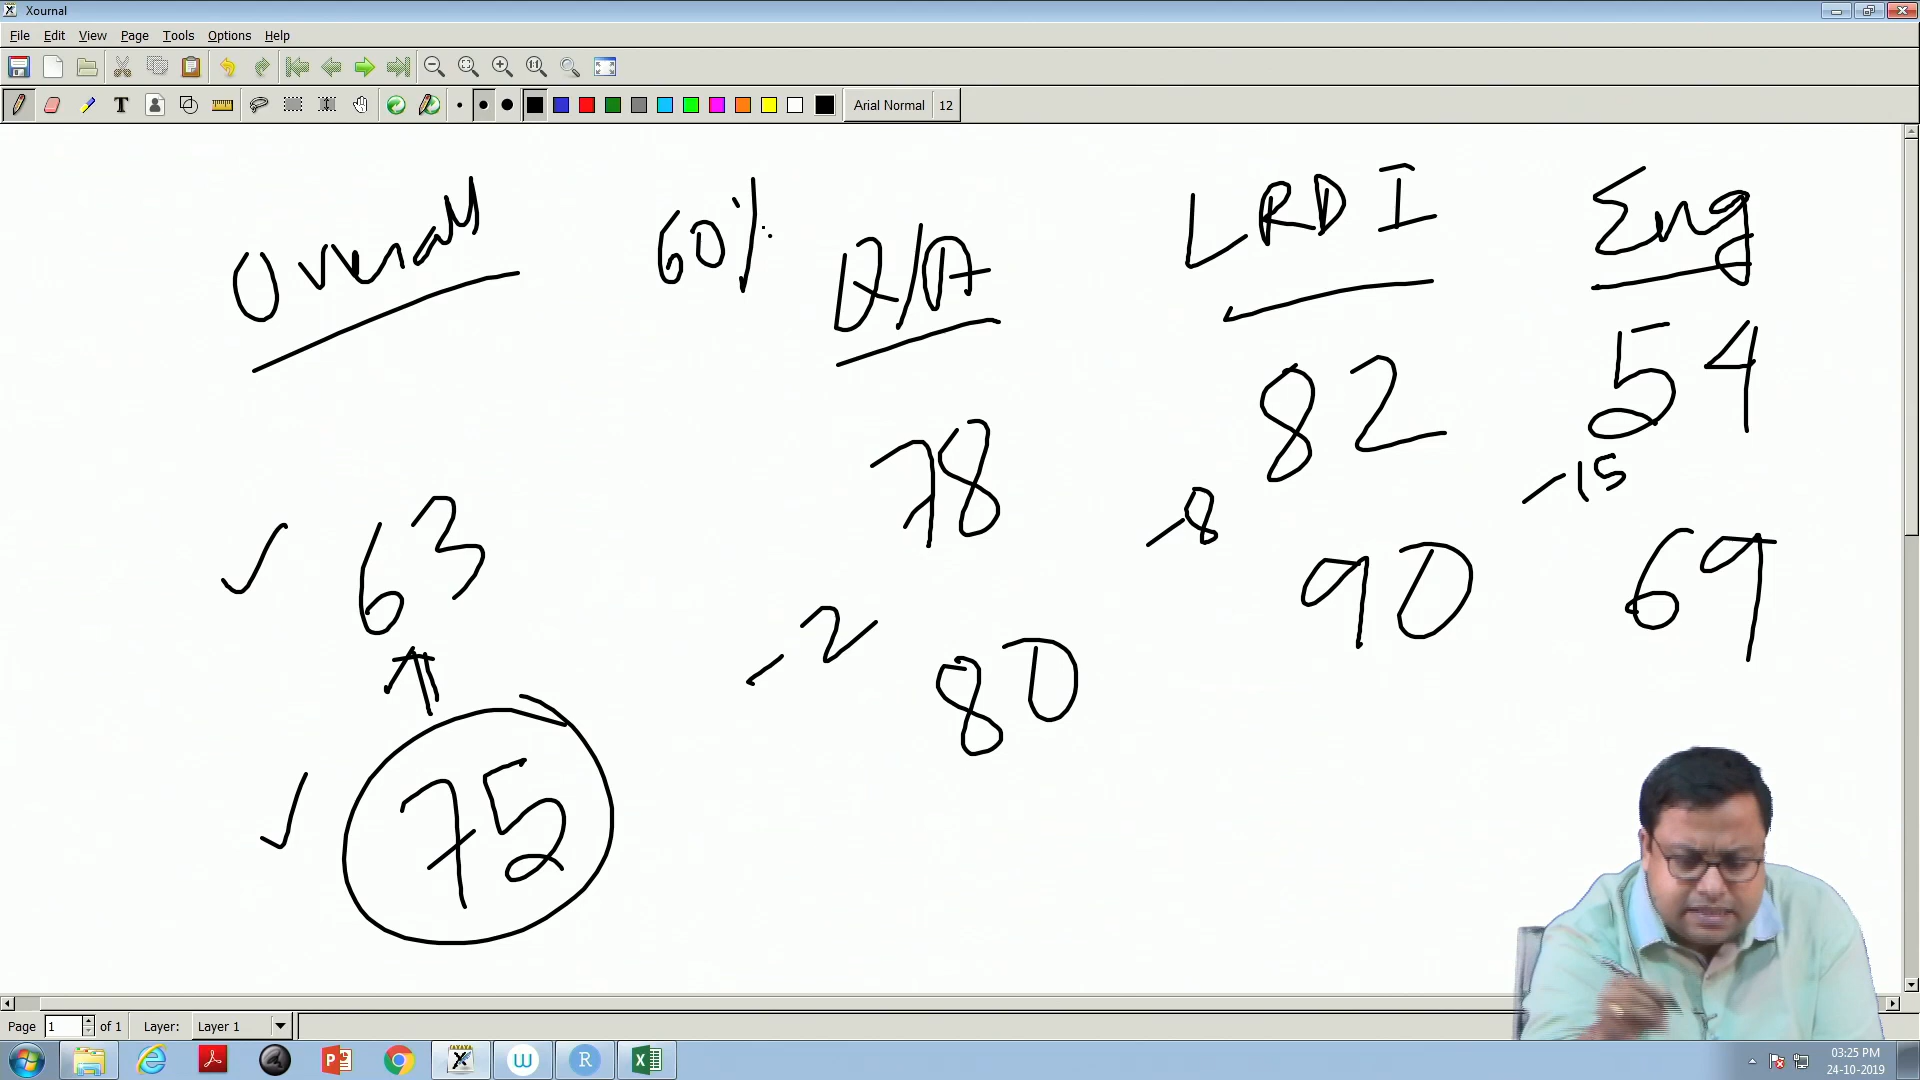 Xournal
File Edit View Page Tools Options Help
Arial Normal 12
Overall 60% Q/A LRDI Eng
82 54
78
-8 -15
63 90 69
-2
80
75
Page 1 of 1 Layer: Layer 1
03:25 PM
24-10-2019